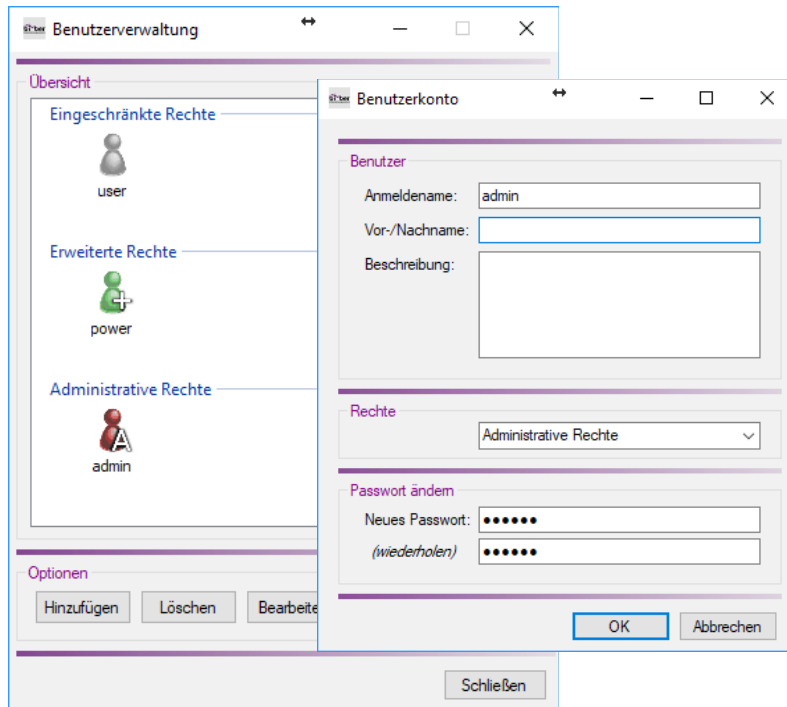 Benutzerverwaltung
Übersicht
Eingeschränkte Rechte
user
Erweiterte Rechte
power
Administrative Rechte
admin
Optionen
Hinzufügen
Löschen
Schließen
Benutzerkonto
Benutzer
Anmeldename: admin
Vor-/Nachname:
Beschreibung:
Rechte
Administrative Rechte
Passwort ändern
Neues Passwort: ●●●●●●
(wiederholen) ●●●●●●
OK
Abbrechen